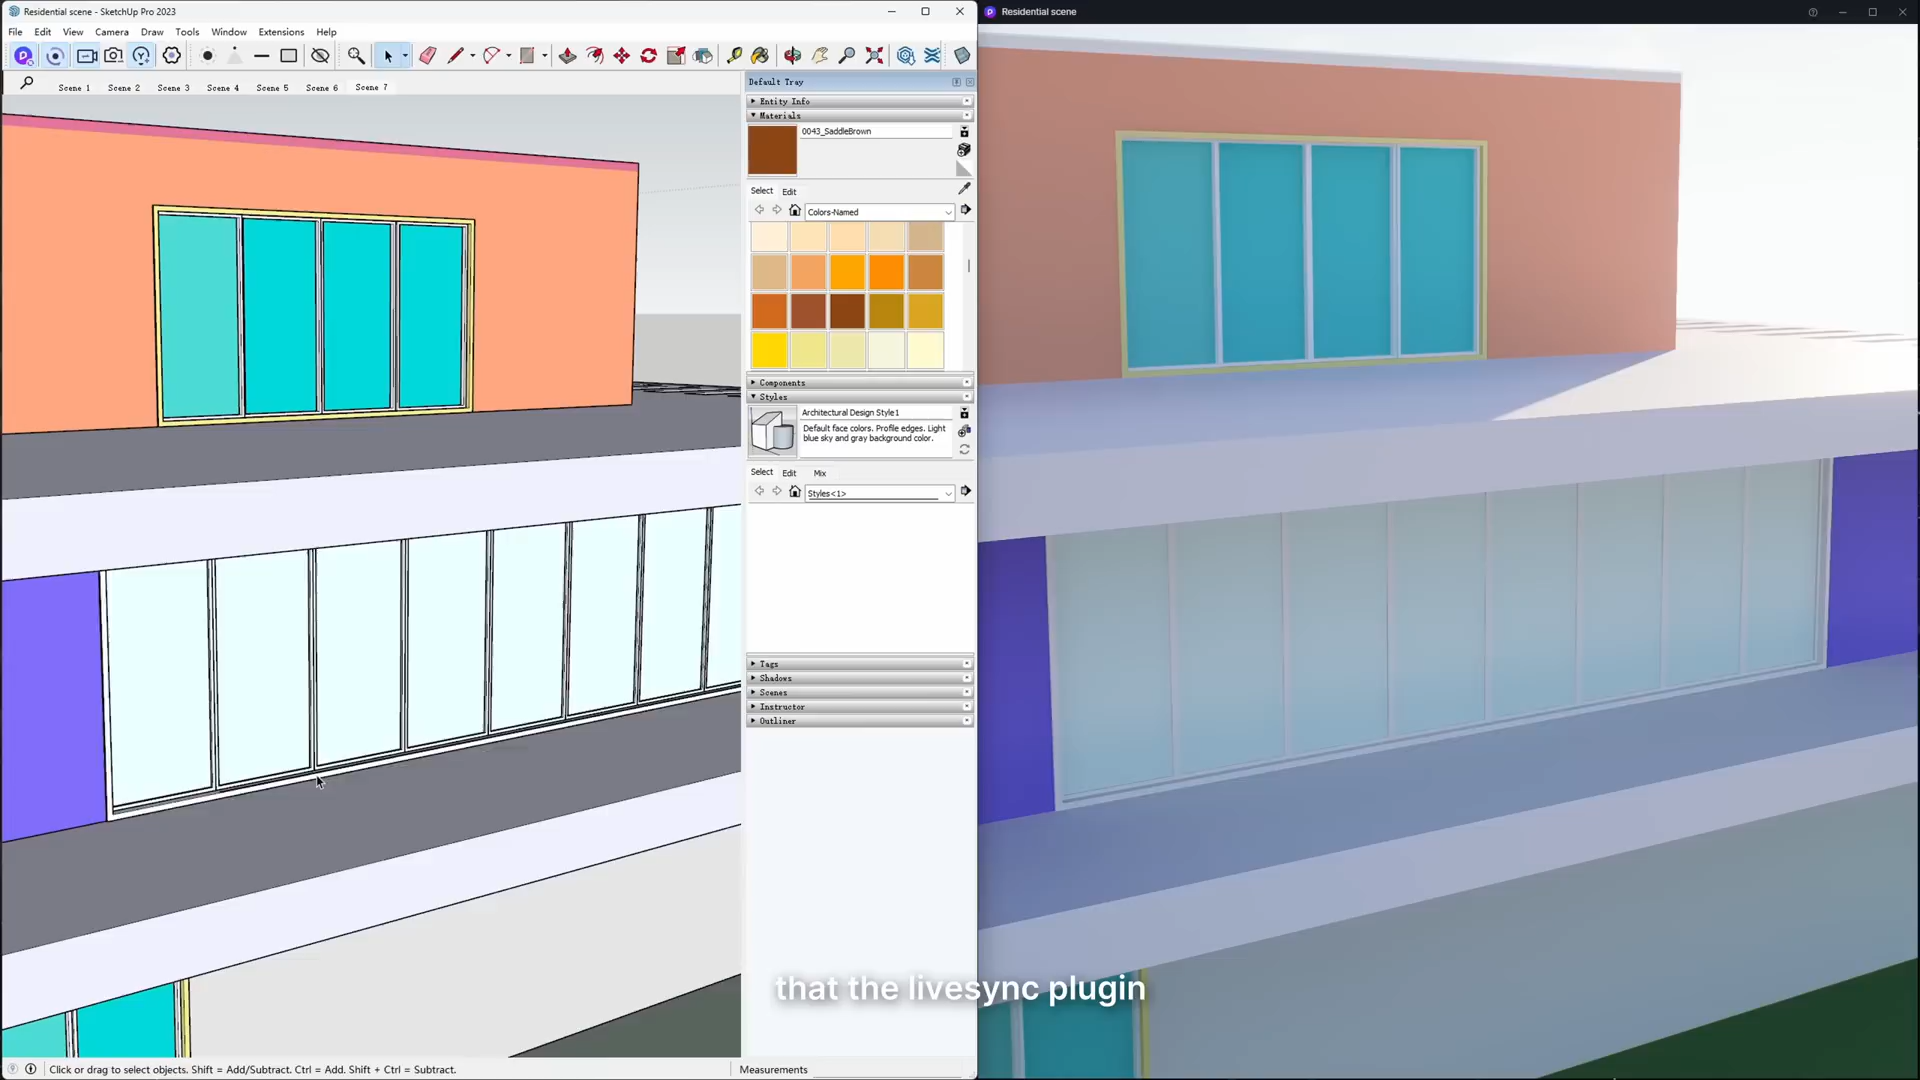 Residential scene - SketchUp Pro 2023
Residential scene
File Edit View Camera Draw Tools Window Extensions Help
Scene 1 Scene 2 Scene 3 Scene 4 Scene 5 Scene 6 Scene 7
Default Tray
Entity Info
Materials
0043_SaddleBrown
Select Edit
Colors-Named
Components
Styles
Architectural Design Style1
Default face colors. Profile edges. Light
blue sky and gray background color.
Select Edit Mix
Styles<1>
Tags
Shadows
Scenes
Instructor
Outliner
that the livesync plugin
Click or drag to select objects. Shift = Add/Subtract. Ctrl = Add. Shift + Ctrl = Subtract.
Measurements